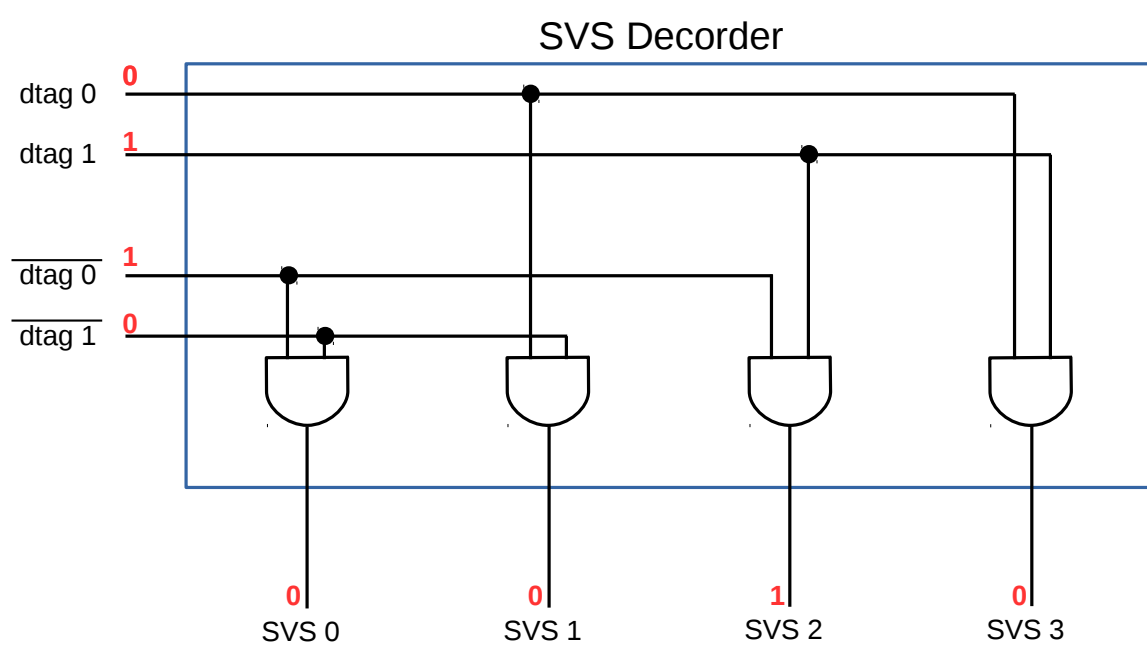 SVS Decorder
0
dtag 0
1
dtag 1
1
dtag 0
0
dtag 1
0 0 1 0
SVS 0 SVS 1 SVS 2 SVS 3